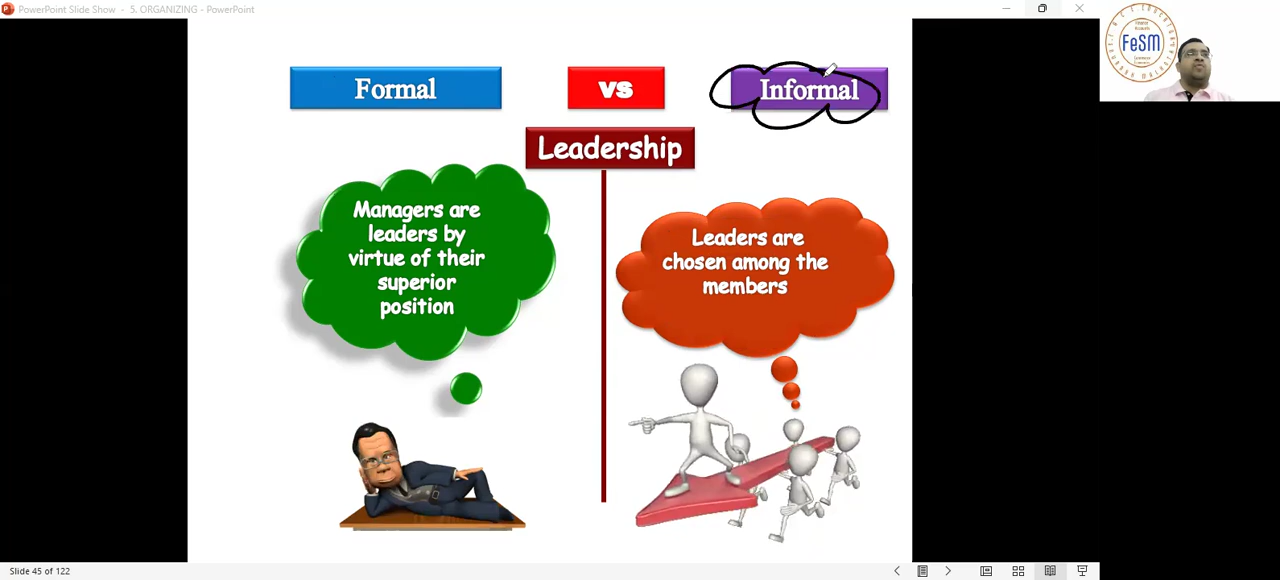 PowerPoint Slide Show - 5. ORGANIZING - PowerPoint
FeSM
Formal
vs
Informal
Leadership
Managers are
leaders by
virtue of their
superior
position
Leaders are
chosen among the
members
Slide 45 of 122